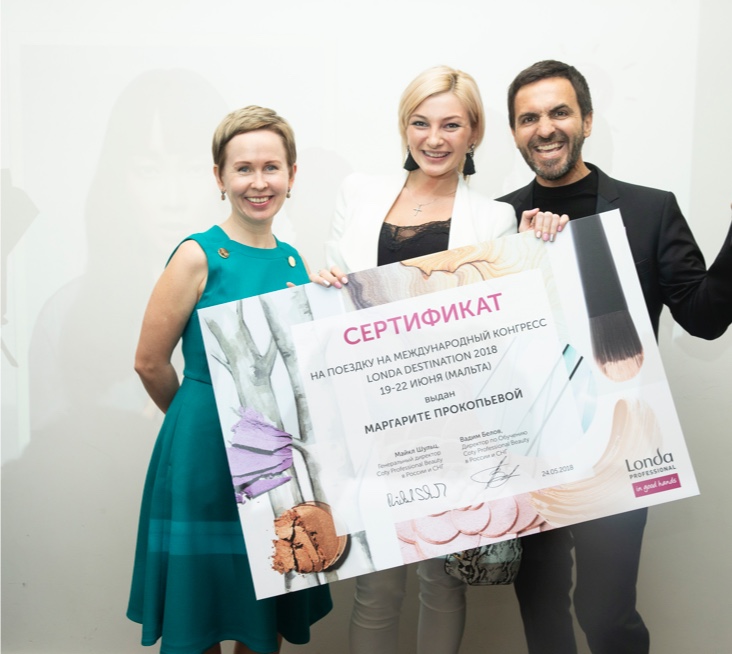 СЕРТИФИКАТ
НА ПОЕЗДКУ НА МЕЖДУНАРОДНЫЙ КОНГРЕСС
LONDA DESTINATION 2018
19-22 ИЮНЯ (МАЛЬТА)
выдан
МАРГАРИТЕ ПРОКОПЬЕВОЙ
Майкл Шульц,
Генеральный директор
Coty Professional Beauty
в России и СНГ
Вадим Белов,
Директор по Обучению
Coty Professional Beauty
в России и СНГ
24.05.2018
Londa
PROFESSIONAL
in good hands